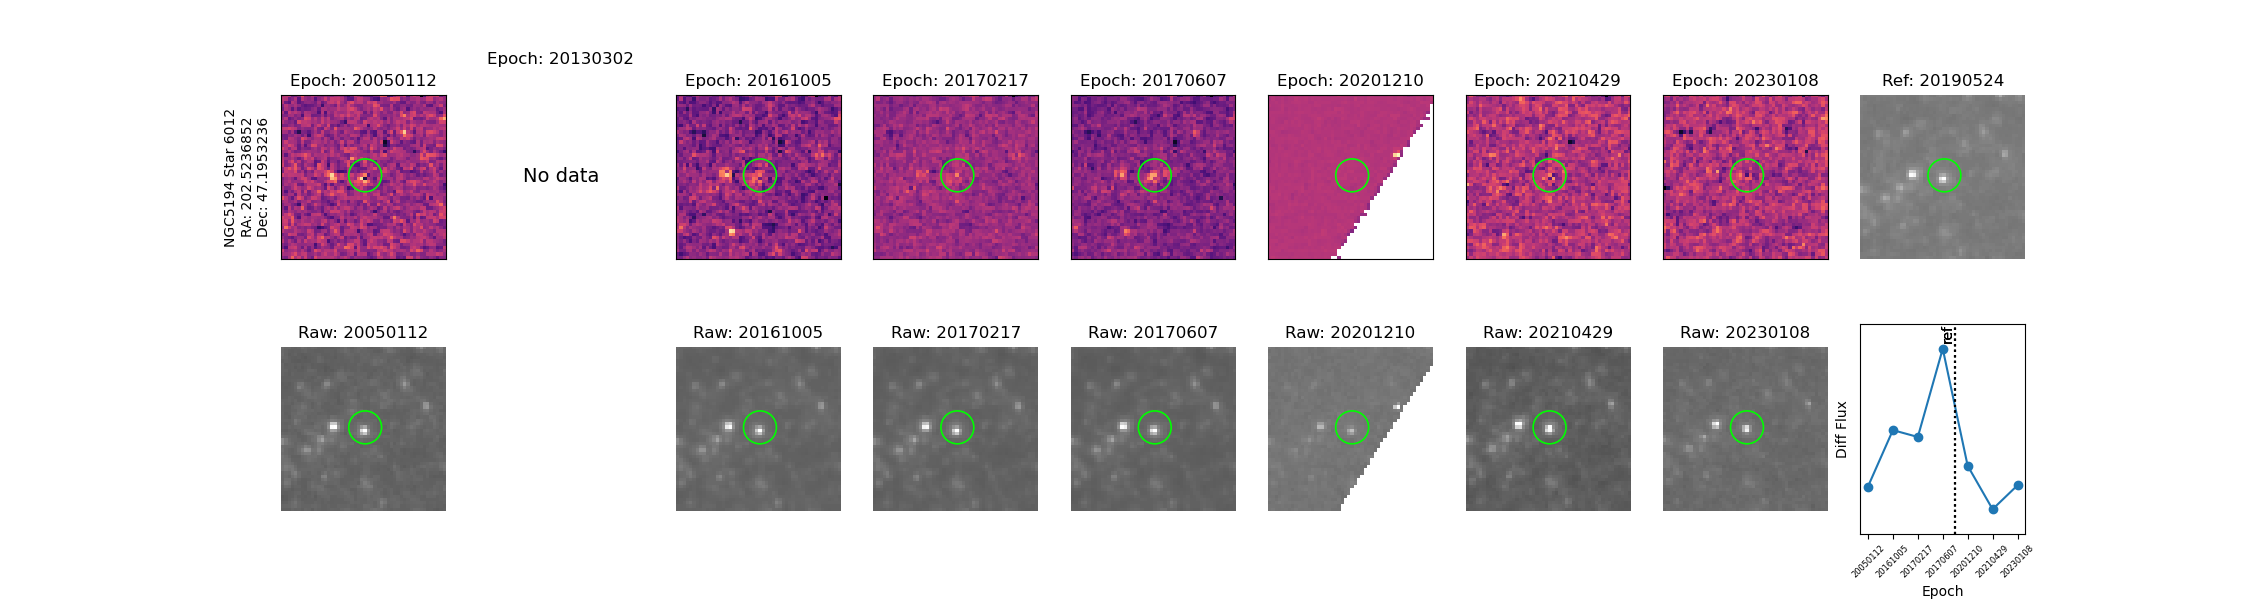 Epoch: 20130302
Epoch: 20050112
Epoch: 20161005
Epoch: 20170217
Epoch: 20170607
Epoch: 20201210
Epoch: 20210429
Epoch: 20230108
Ref: 20190524
NGC5194 Star 6012
RA: 202.5236852
Dec: 47.1953236
No data
Raw: 20050112
Raw: 20161005
Raw: 20170217
Raw: 20170607
Raw: 20201210
Raw: 20210429
Raw: 20230108
ref
Diff Flux
20050112
20161005
20170217
20170607
20201210
20210429
20230108
Epoch